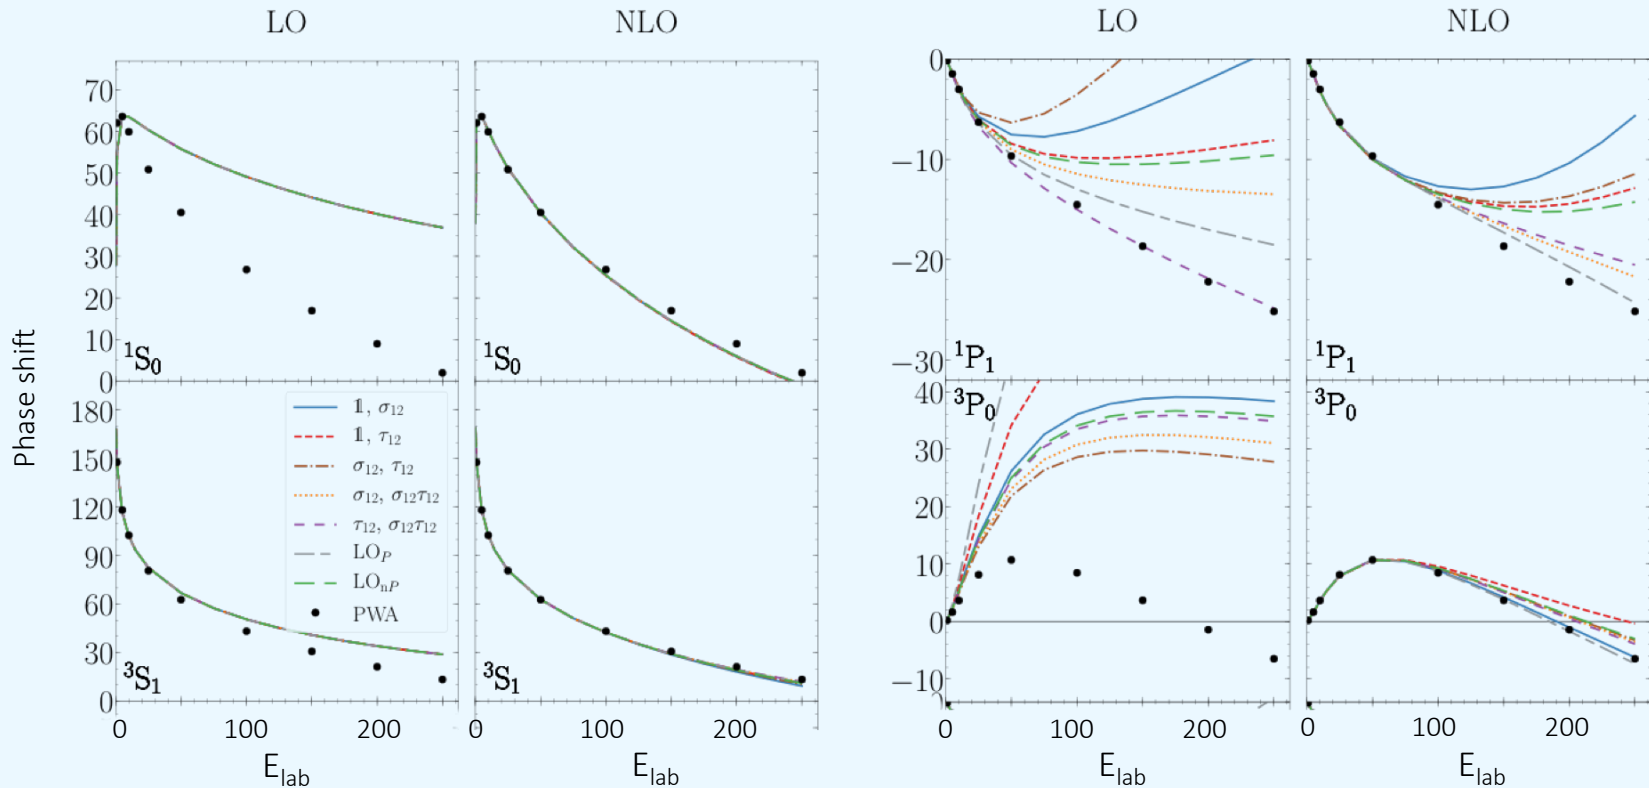 LO NLO LO NLO
Phase shift
70
60
50
40
30
20
10
0
¹S₀
¹S₀
0
−10
−20
−30
¹P₁
¹P₁
180
150
120
90
60
30
0
³S₁
³S₁
𝟙, σ₁₂
𝟙, τ₁₂
σ₁₂, τ₁₂
σ₁₂, σ₁₂τ₁₂
τ₁₂, σ₁₂τ₁₂
LO_P
LO_nP
PWA
40
30
20
10
0
−10
³P₀
³P₀
0 100 200 0 100 200 0 100 200 0 100 200
E_lab E_lab E_lab E_lab